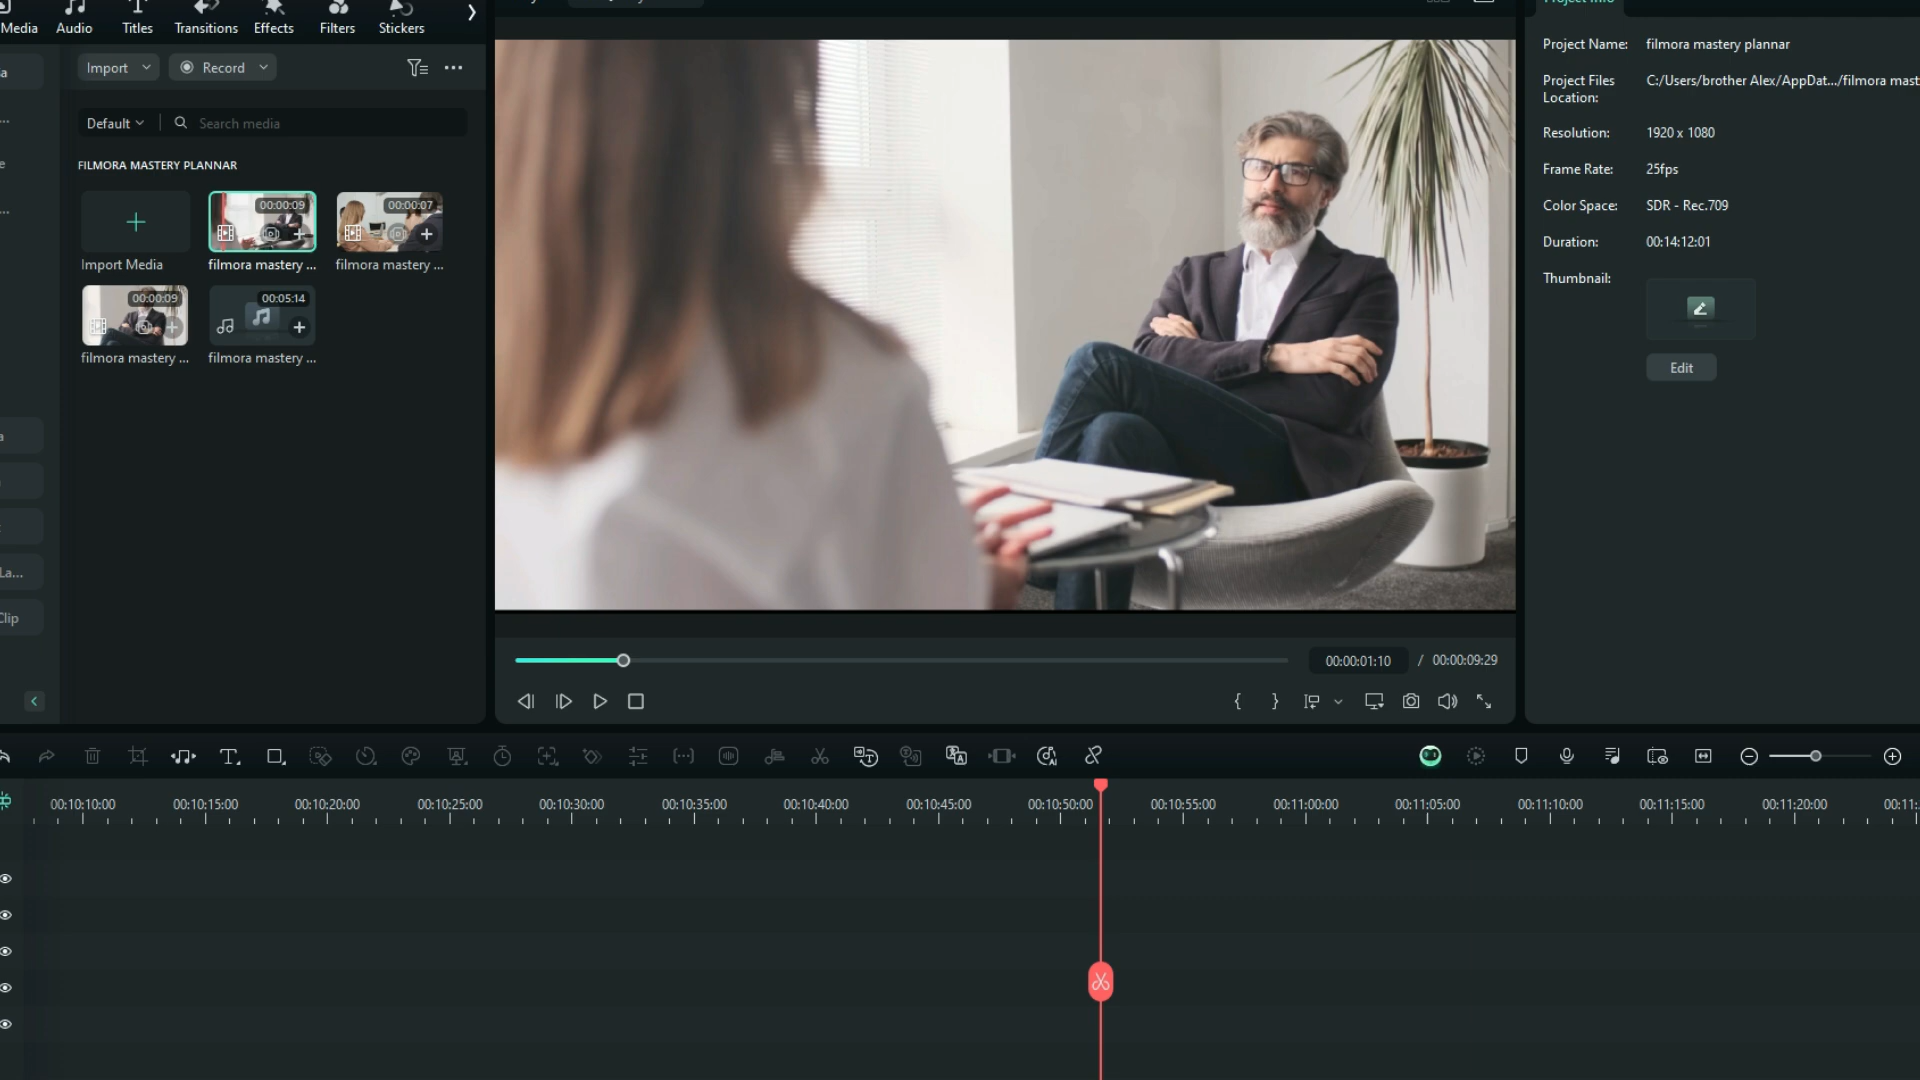 Media Audio Titles Transitions Effects Filters Stickers
Import Record
Default Search media
FILMORA MASTERY PLANNAR
00:00:09
00:00:07
Import Media
filmora mastery ...
filmora mastery ...
00:00:09
00:05:14
filmora mastery ...
filmora mastery ...
La...
Clip
00:00:01:10 / 00:00:09:29
Project Info
Project Name: filmora mastery plannar
Project Files Location: C:/Users/brother Alex/AppDat.../filmora mast
Resolution: 1920 x 1080
Frame Rate: 25fps
Color Space: SDR - Rec.709
Duration: 00:14:12:01
Thumbnail:
Edit
00:10:10:00 00:10:15:00 00:10:20:00 00:10:25:00 00:10:30:00 00:10:35:00 00:10:40:00 00:10:45:00 00:10:50:00 00:10:55:00 00:11:00:00 00:11:05:00 00:11:10:00 00:11:15:00 00:11:20:00 00:11: